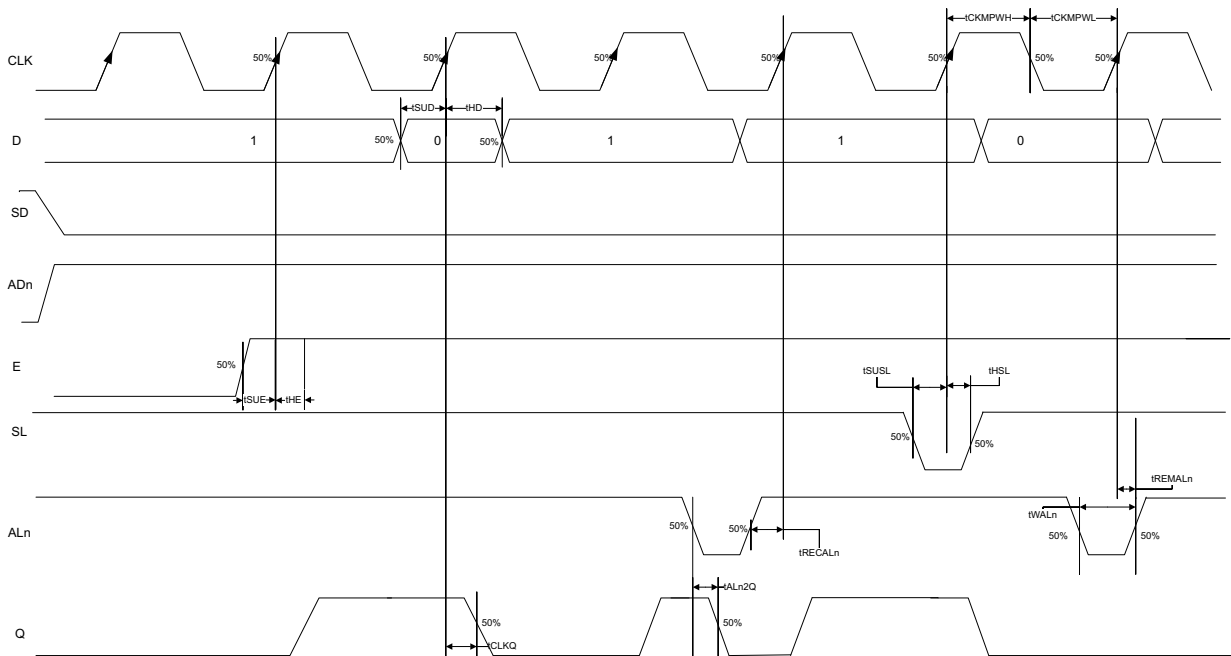 tCKMPWH tCKMPWL
CLK 50% 50% 50% 50% 50% 50% 50%
tSUD tHD
D 1 50% 0 50% 1 1 0
SD
ADn
E 50%
tSUE tHE
tSUSL tHSL
SL 50% 50%
tREMALn
tWALn
ALn 50% 50% 50% 50%
tRECALn
tALn2Q
Q 50% 50%
tCLKQ